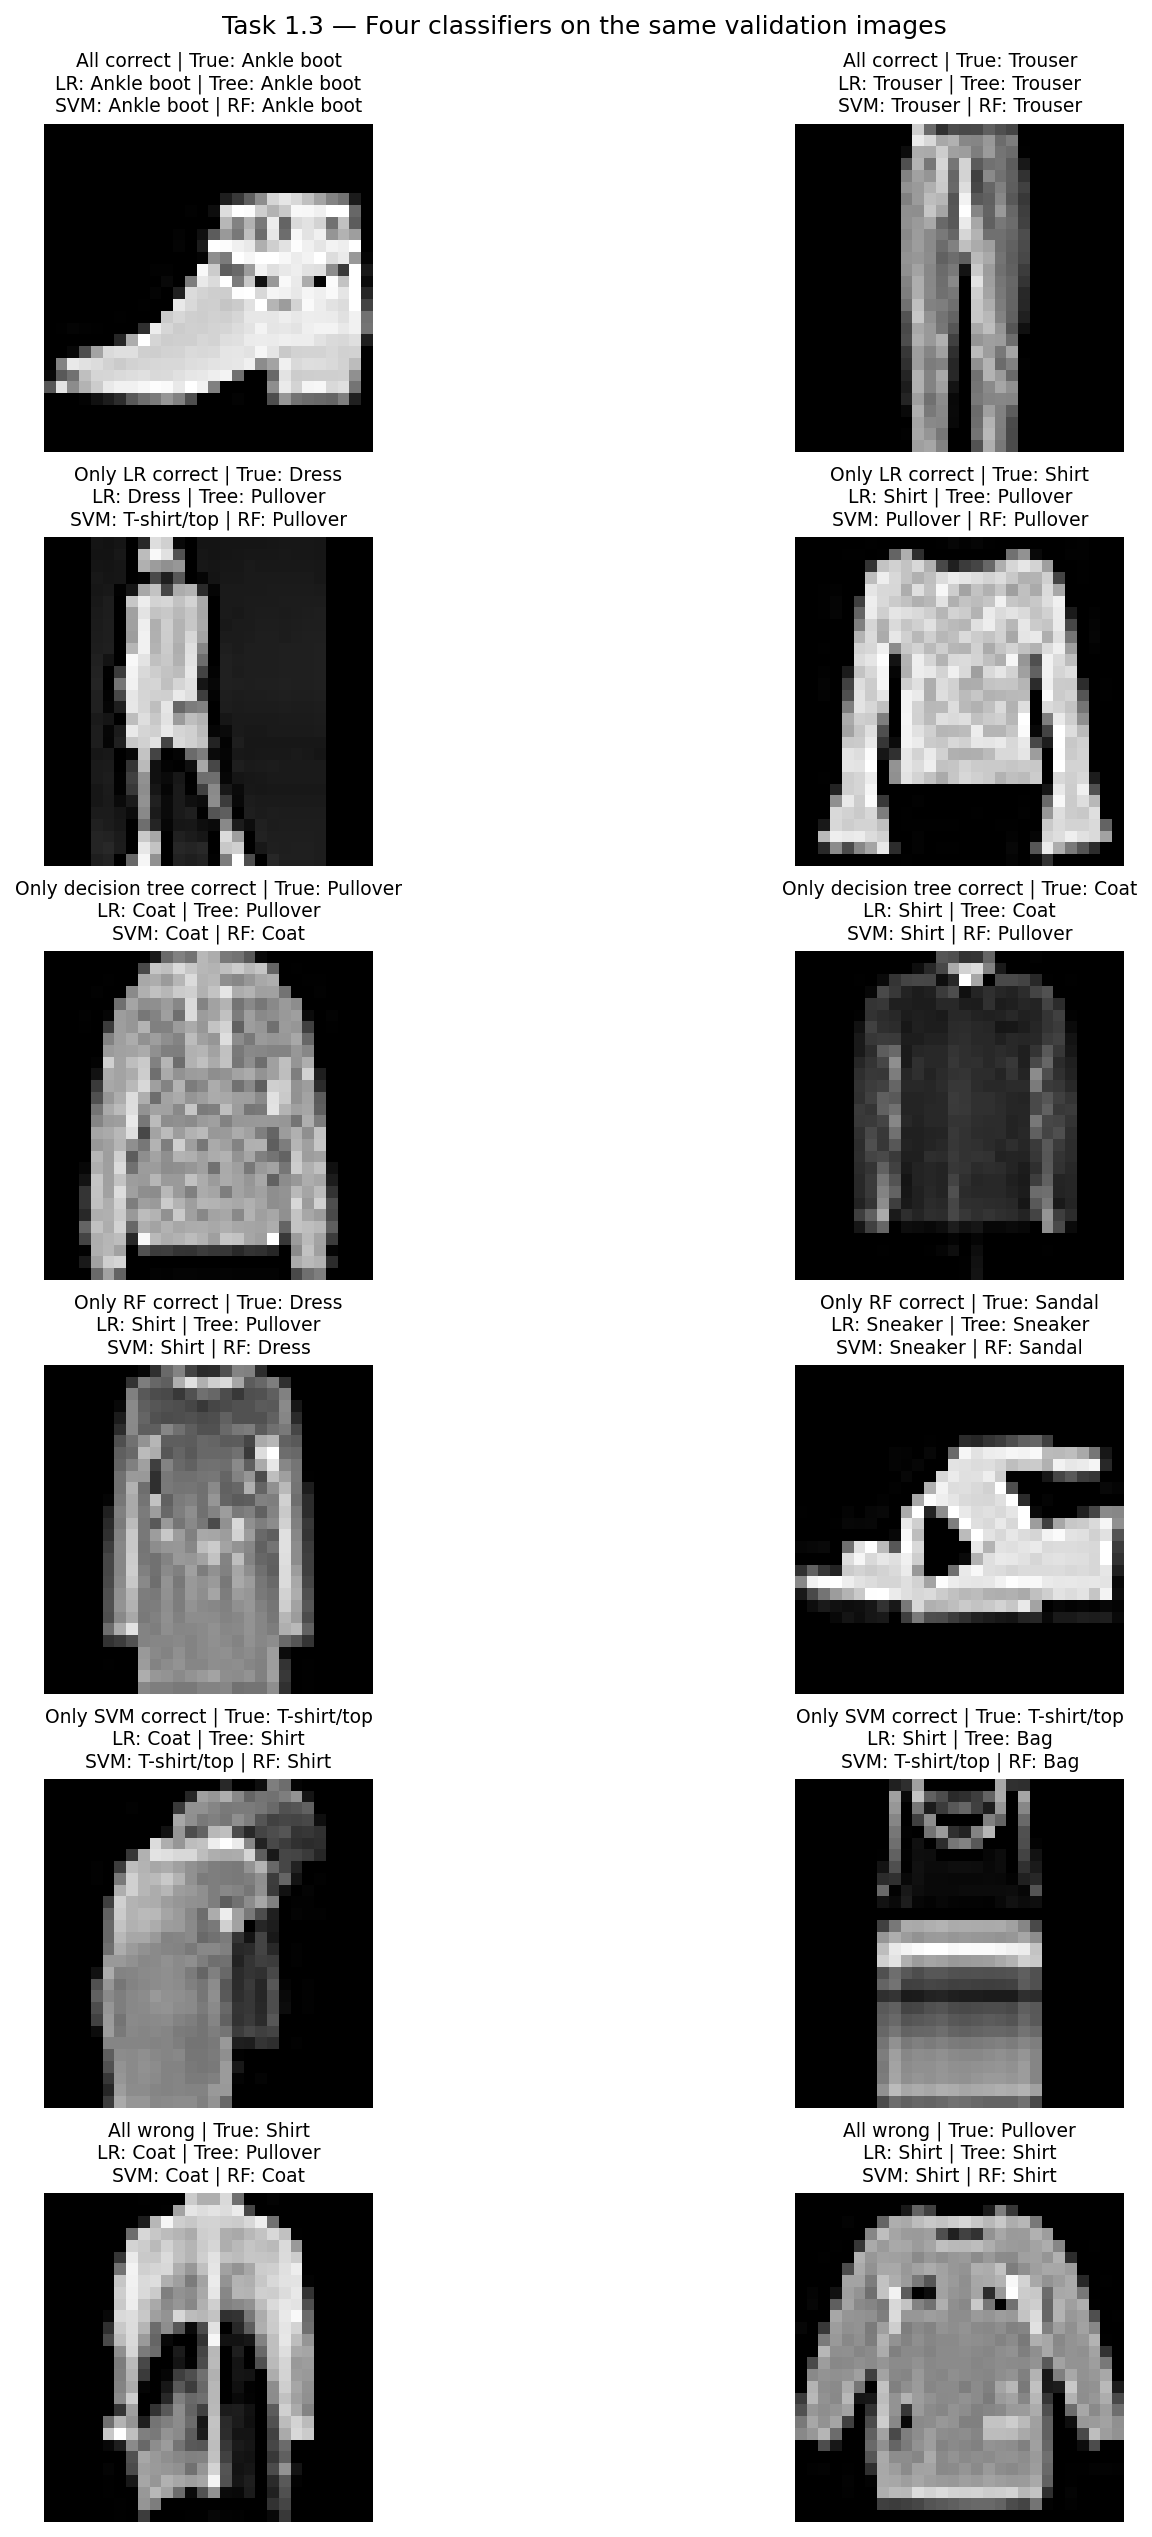 Task 1.3 — Four classifiers on the same validation images
All correct | True: Ankle boot
LR: Ankle boot | Tree: Ankle boot
SVM: Ankle boot | RF: Ankle boot
All correct | True: Trouser
LR: Trouser | Tree: Trouser
SVM: Trouser | RF: Trouser
Only LR correct | True: Dress
LR: Dress | Tree: Pullover
SVM: T-shirt/top | RF: Pullover
Only LR correct | True: Shirt
LR: Shirt | Tree: Pullover
SVM: Pullover | RF: Pullover
Only decision tree correct | True: Pullover
LR: Coat | Tree: Pullover
SVM: Coat | RF: Coat
Only decision tree correct | True: Coat
LR: Shirt | Tree: Coat
SVM: Shirt | RF: Pullover
Only RF correct | True: Dress
LR: Shirt | Tree: Pullover
SVM: Shirt | RF: Dress
Only RF correct | True: Sandal
LR: Sneaker | Tree: Sneaker
SVM: Sneaker | RF: Sandal
Only SVM correct | True: T-shirt/top
LR: Coat | Tree: Shirt
SVM: T-shirt/top | RF: Shirt
Only SVM correct | True: T-shirt/top
LR: Shirt | Tree: Bag
SVM: T-shirt/top | RF: Bag
All wrong | True: Shirt
LR: Coat | Tree: Pullover
SVM: Coat | RF: Coat
All wrong | True: Pullover
LR: Shirt | Tree: Shirt
SVM: Shirt | RF: Shirt